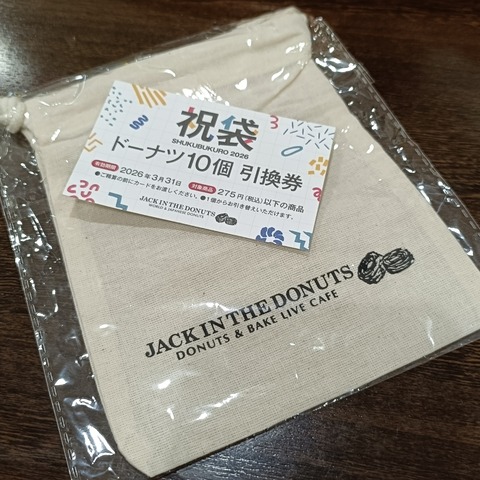 祝袋
SHUKUBUKURO 2026
ドーナツ10個 引換券
有効期限 2026年3月31日 対象商品 275円(税込)以下の商品
●ご精算の前にカードをお渡しください。●1個からお引き替えいただけます。
JACK IN THE DONUTS
WORLD & JAPANESE DONUTS
JACK IN THE DONUTS
DONUTS & BAKE LIVE CAFE